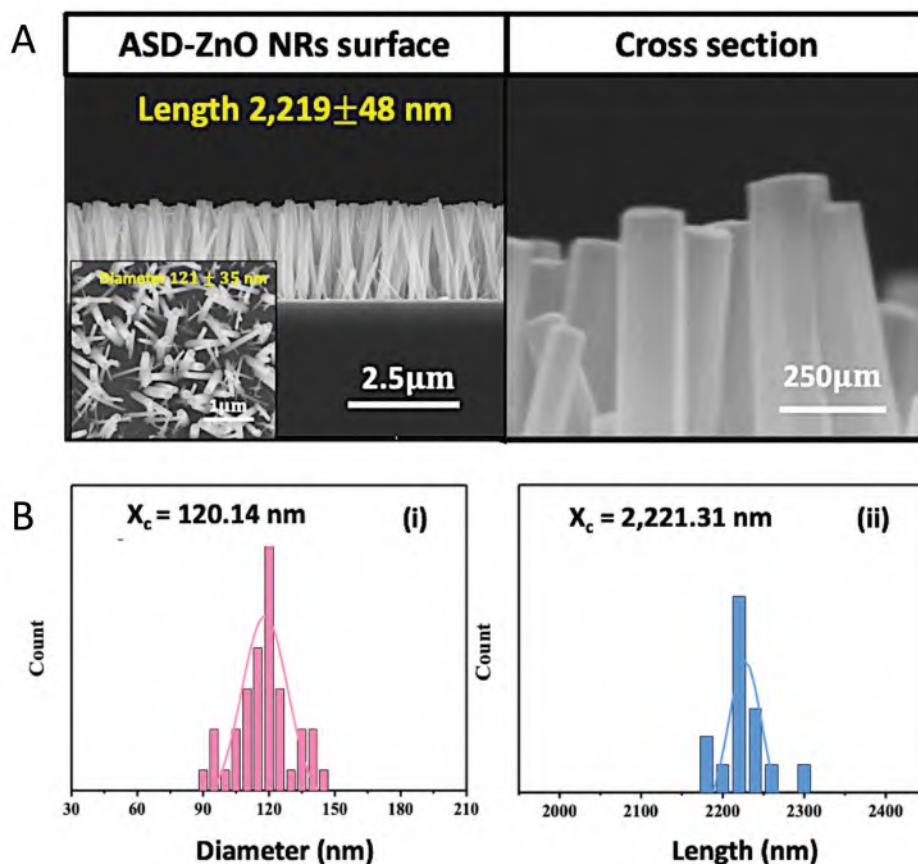 A
ASD-ZnO NRs surface
Cross section
Length 2,219±48 nm
Diameter 121 ± 35 nm
1μm
2.5μm
250μm
B
Xc = 120.14 nm
(i)
Count
30 60 90 120 150 180 210
Diameter (nm)
Xc = 2,221.31 nm
(ii)
Count
2000 2100 2200 2300 2400
Length (nm)